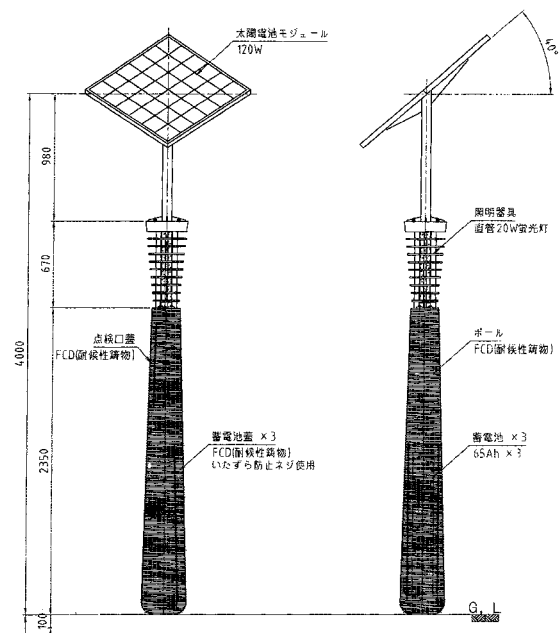 太陽電池モジュール
120W
40°
980
照明器具
直管20W蛍光灯
670
点検口蓋
FCD(耐候性鋳物)
ポール
FCD(耐候性鋳物)
4000
2350
蓄電池蓋 ×3
FCD(耐候性鋳物)
いたずら防止ネジ使用
蓄電池 ×3
65Ah ×3
G.L
100